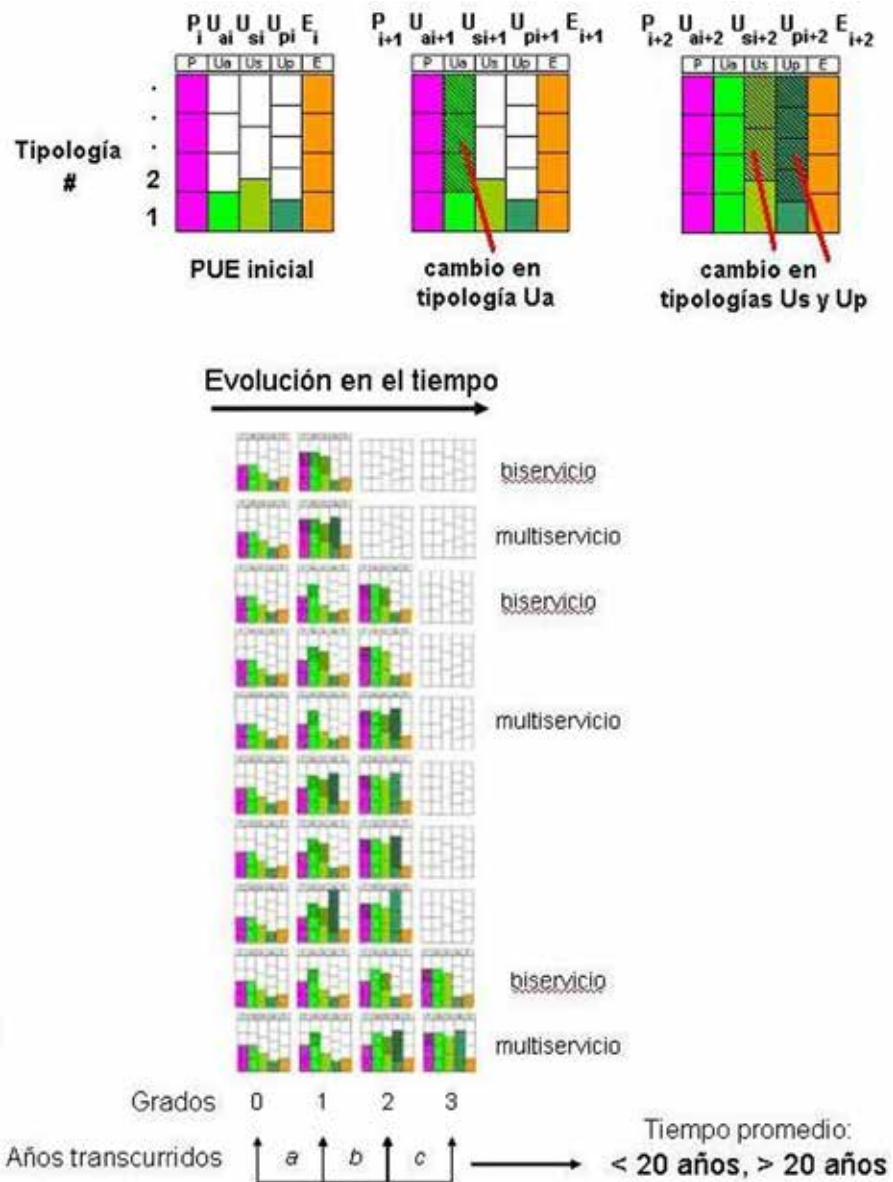 P i U ai U si U pi E i
P i+1 U ai+1 U si+1 U pi+1 E i+1
P i+2 U ai+2 U si+2 U pi+2 E i+2
P Ua Us Up E
P Ua Us Up E
P Ua Us Up E
.
.
.
Tipología
#
2
1
PUE inicial
cambio en
tipología Ua
cambio en
tipologías Us y Up
Evolución en el tiempo
biservicio
multiservicio
biservicio
multiservicio
biservicio
multiservicio
Grados 0 1 2 3
Años transcurridos a b c
Tiempo promedio:
< 20 años, > 20 años